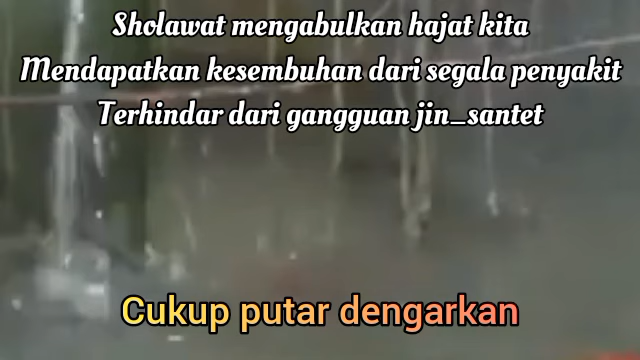 Sholawat mengabulkan hajat kita
Mendapatkan kesembuhan dari segala penyakit
Terhindar dari gangguan jin_santet
Cukup putar dengarkan